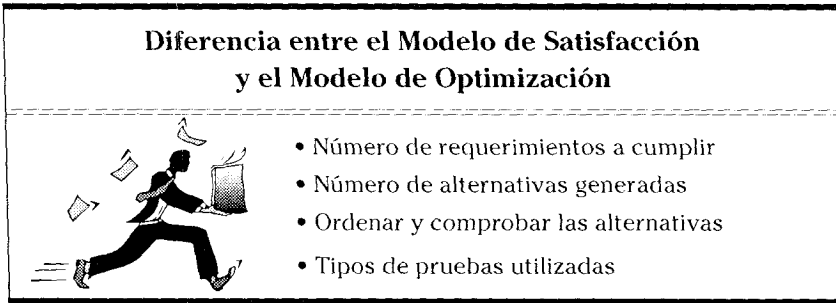 Diferencia entre el Modelo de Satisfacción
y el Modelo de Optimización
• Número de requerimientos a cumplir
• Número de alternativas generadas
• Ordenar y comprobar las alternativas
• Tipos de pruebas utilizadas